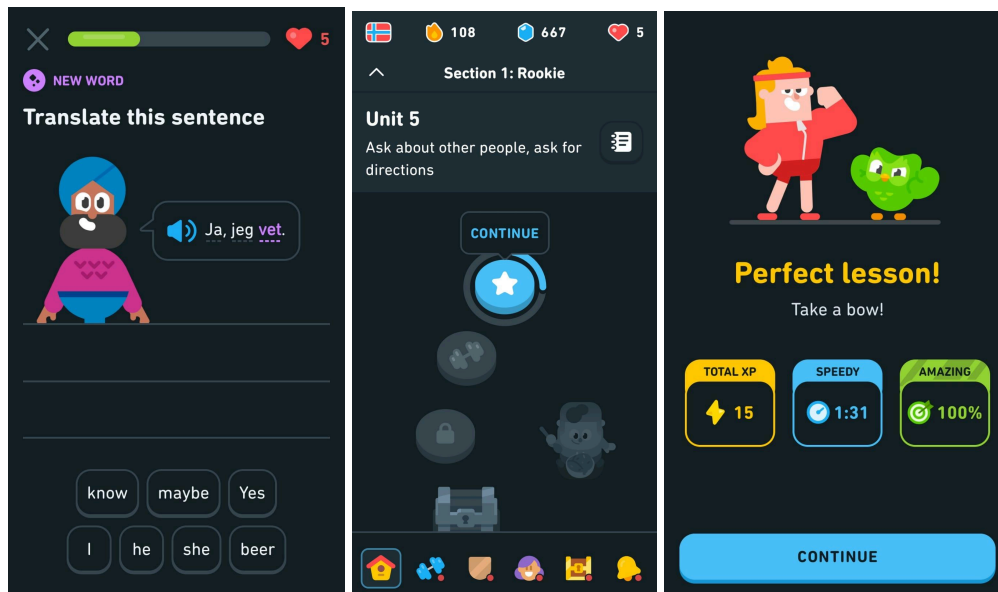 5
NEW WORD
Translate this sentence
Ja, jeg vet.
know maybe Yes
I he she beer
108 667 5
Section 1: Rookie
Unit 5
Ask about other people, ask for
directions
CONTINUE
Perfect lesson!
Take a bow!
TOTAL XP SPEEDY AMAZING
15 1:31 100%
CONTINUE